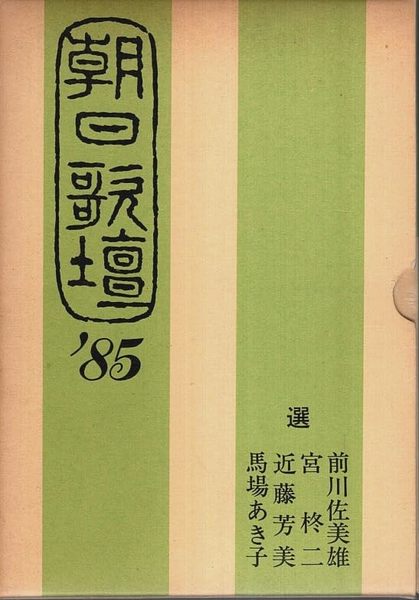 朝日歌壇
'85
選
前川佐美雄
宮柊二
近藤芳美
馬場あき子